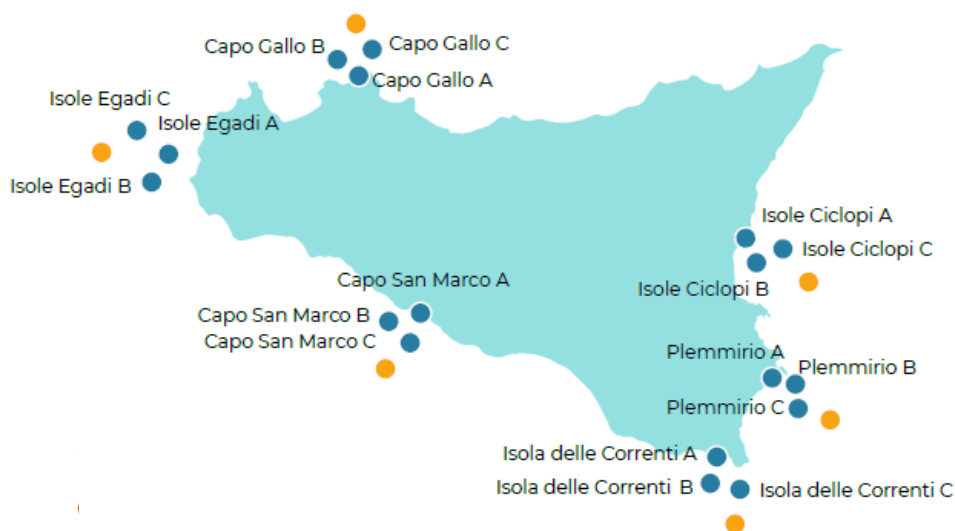 Capo Gallo B
Capo Gallo C
Capo Gallo A
Isole Egadi C
Isole Egadi A
Isole Egadi B
Isole Ciclopi A
Isole Ciclopi C
Isole Ciclopi B
Capo San Marco A
Capo San Marco B
Capo San Marco C
Plemmirio A
Plemmirio B
Plemmirio C
Isola delle Correnti A
Isola delle Correnti B
Isola delle Correnti C